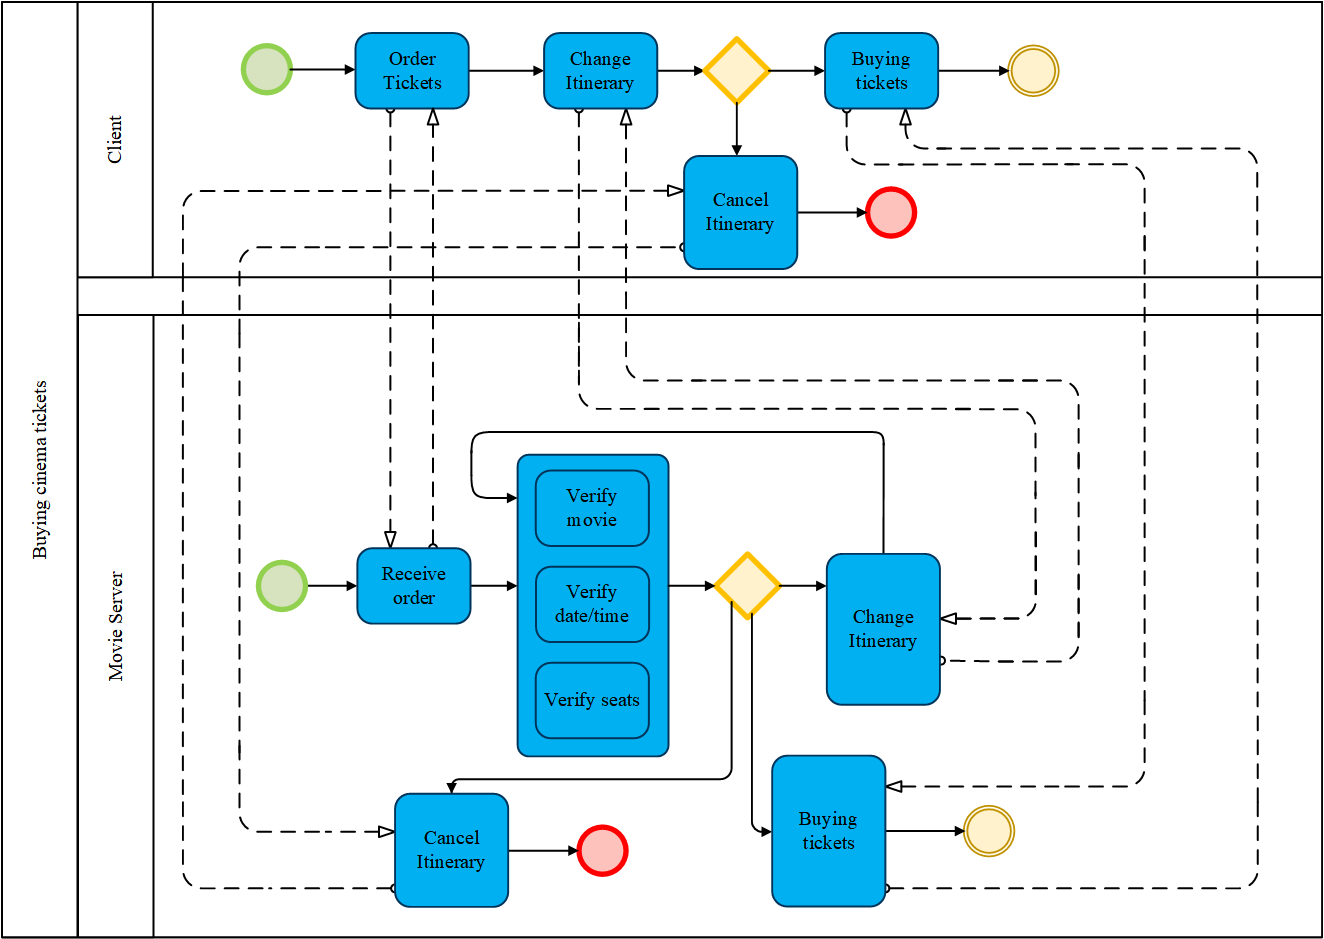 Buying cinema tickets
Client
Order
Tickets
Change
Itinerary
Buying
tickets
Cancel
Itinerary
Movie Server
Receive
order
Verify
movie
Verify
date/time
Verify seats
Change
Itinerary
Cancel
Itinerary
Buying
tickets